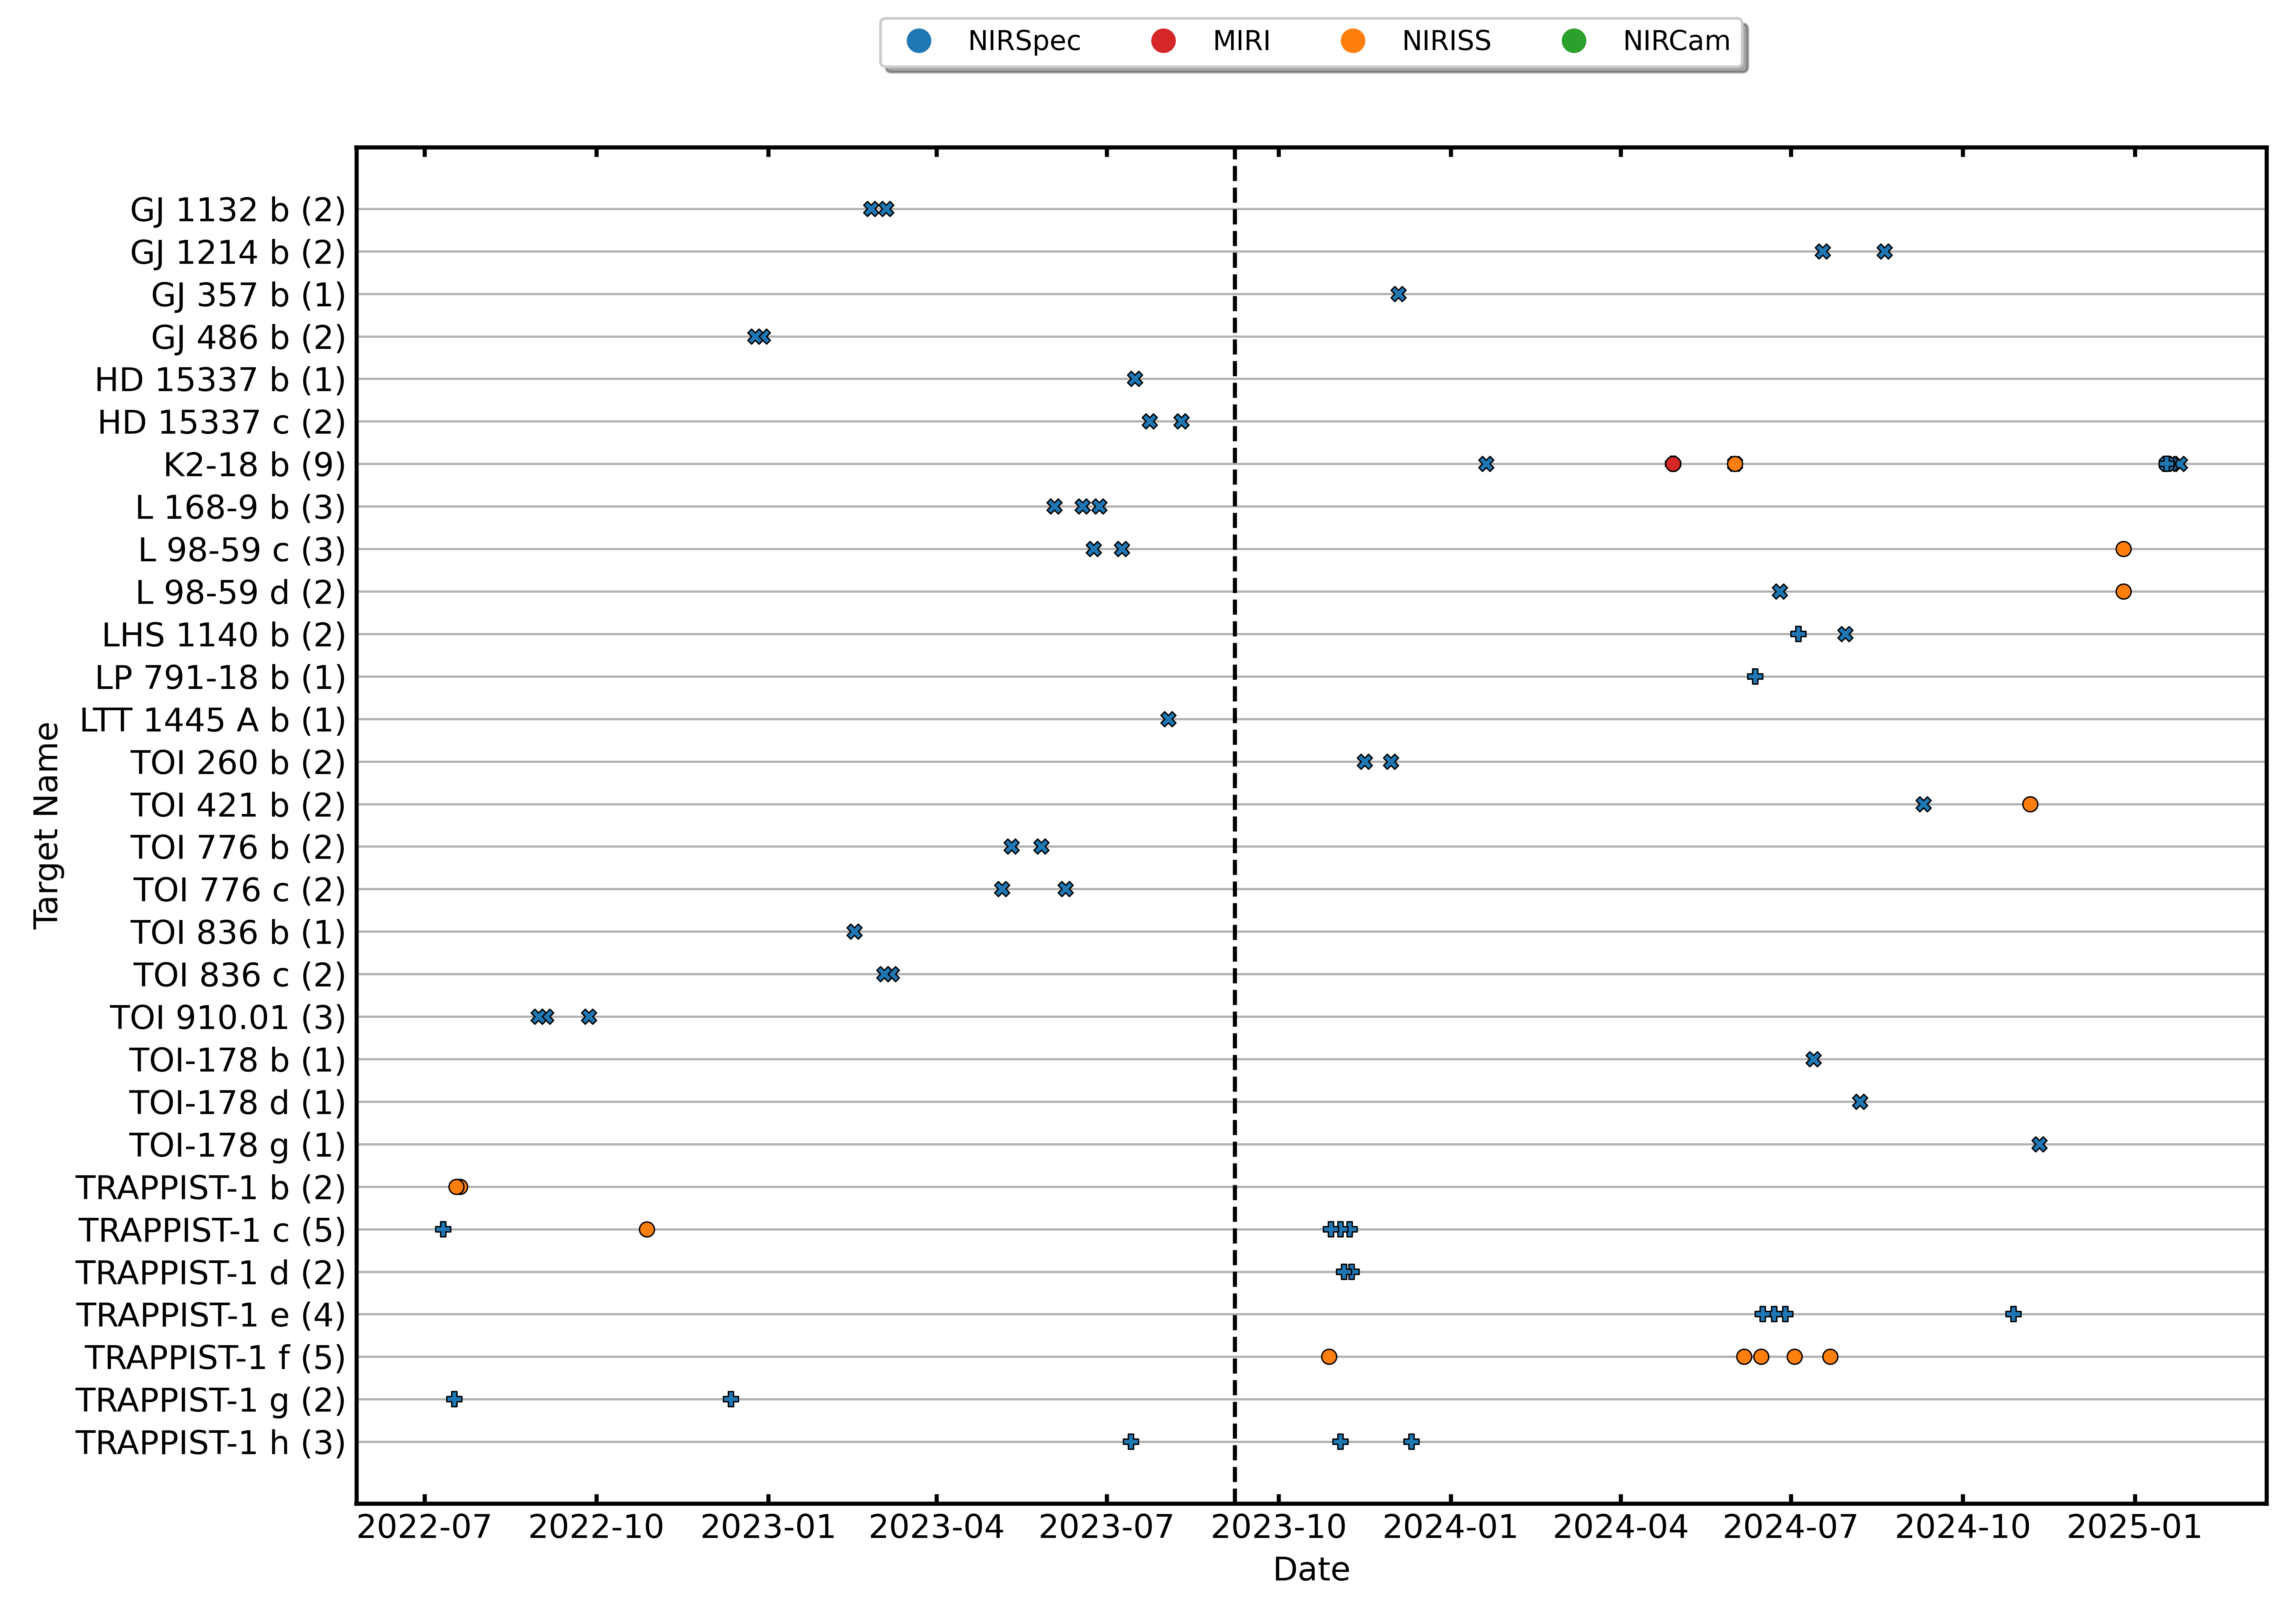 NIRSpec MIRI NIRISS NIRCam
GJ 1132 b (2)
GJ 1214 b (2)
GJ 357 b (1)
GJ 486 b (2)
HD 15337 b (1)
HD 15337 c (2)
K2-18 b (9)
L 168-9 b (3)
L 98-59 c (3)
L 98-59 d (2)
LHS 1140 b (2)
LP 791-18 b (1)
LTT 1445 A b (1)
TOI 260 b (2)
TOI 421 b (2)
TOI 776 b (2)
TOI 776 c (2)
TOI 836 b (1)
TOI 836 c (2)
TOI 910.01 (3)
TOI-178 b (1)
TOI-178 d (1)
TOI-178 g (1)
TRAPPIST-1 b (2)
TRAPPIST-1 c (5)
TRAPPIST-1 d (2)
TRAPPIST-1 e (4)
TRAPPIST-1 f (5)
TRAPPIST-1 g (2)
TRAPPIST-1 h (3)
Target Name
2022-07 2022-10 2023-01 2023-04 2023-07 2023-10 2024-01 2024-04 2024-07 2024-10 2025-01
Date